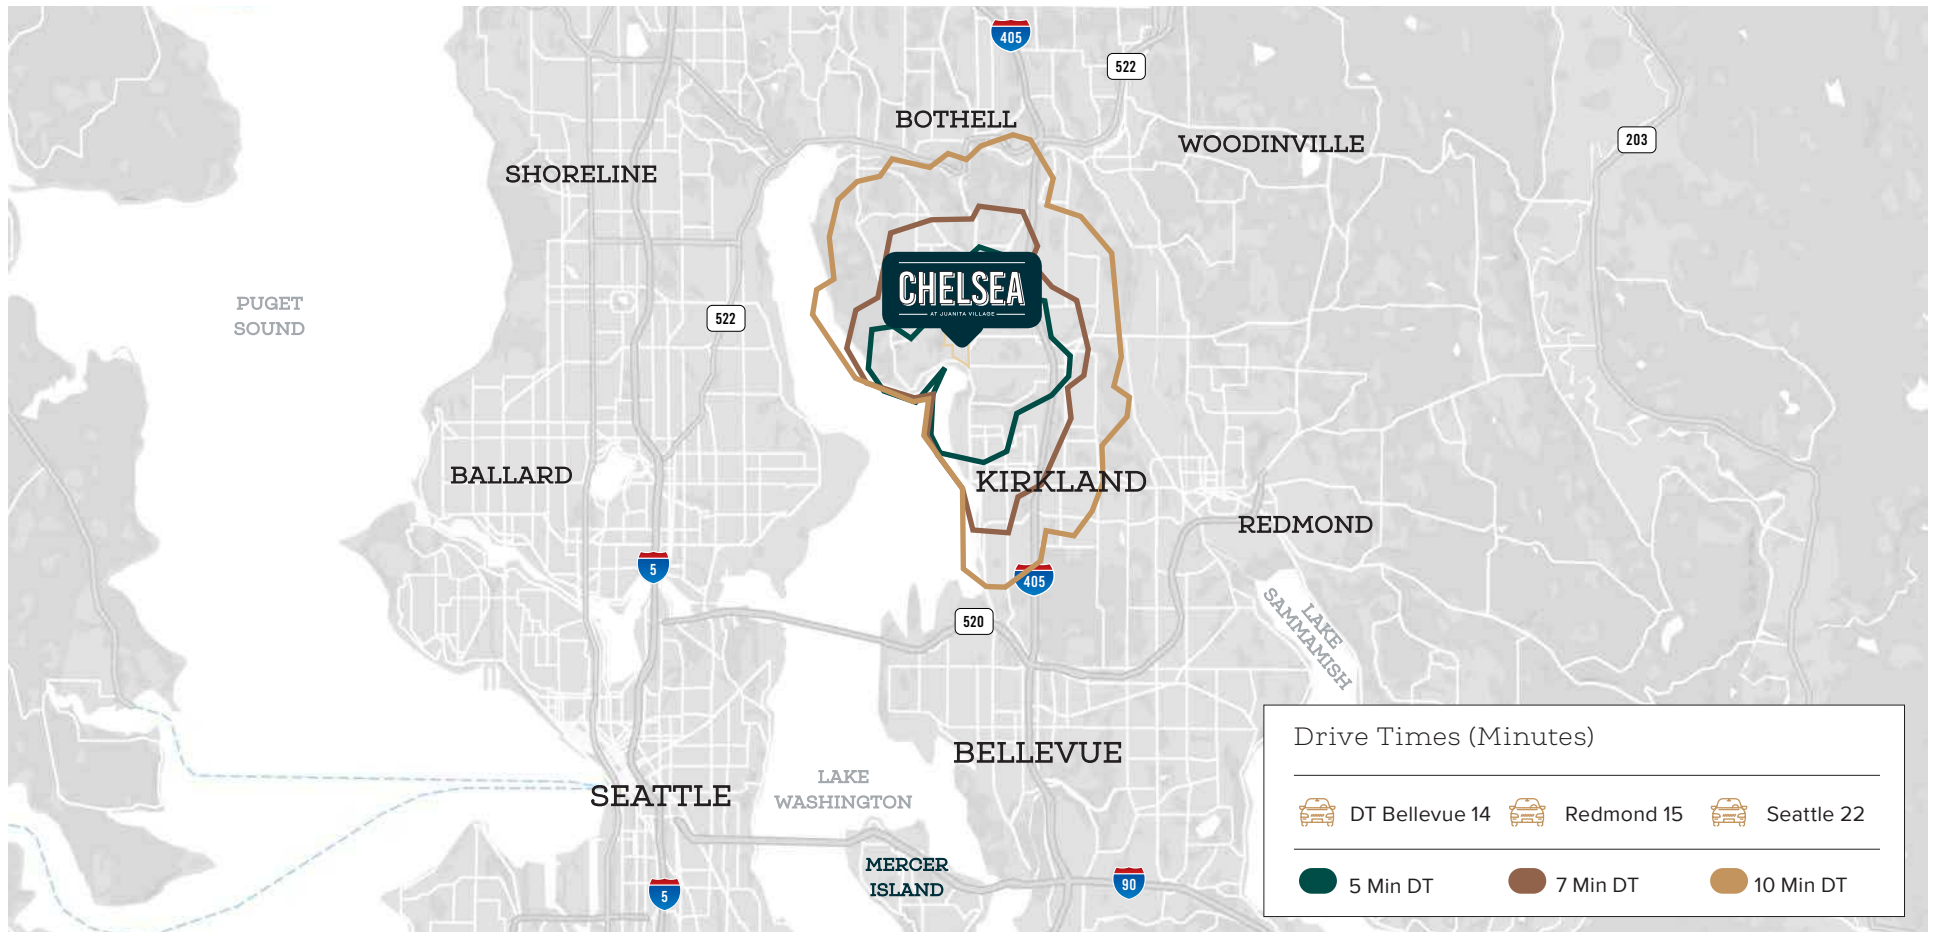 405
522
BOTHELL
WOODINVILLE
203
SHORELINE
CHELSEA
AT JUANITA VILLAGE
PUGET
SOUND
522
BALLARD
KIRKLAND
REDMOND
5
405
520
LAKE
SAMMAMISH
BELLEVUE
SEATTLE
LAKE
WASHINGTON
MERCER
ISLAND
5
90
Drive Times (Minutes)
DT Bellevue 14 Redmond 15 Seattle 22
5 Min DT 7 Min DT 10 Min DT